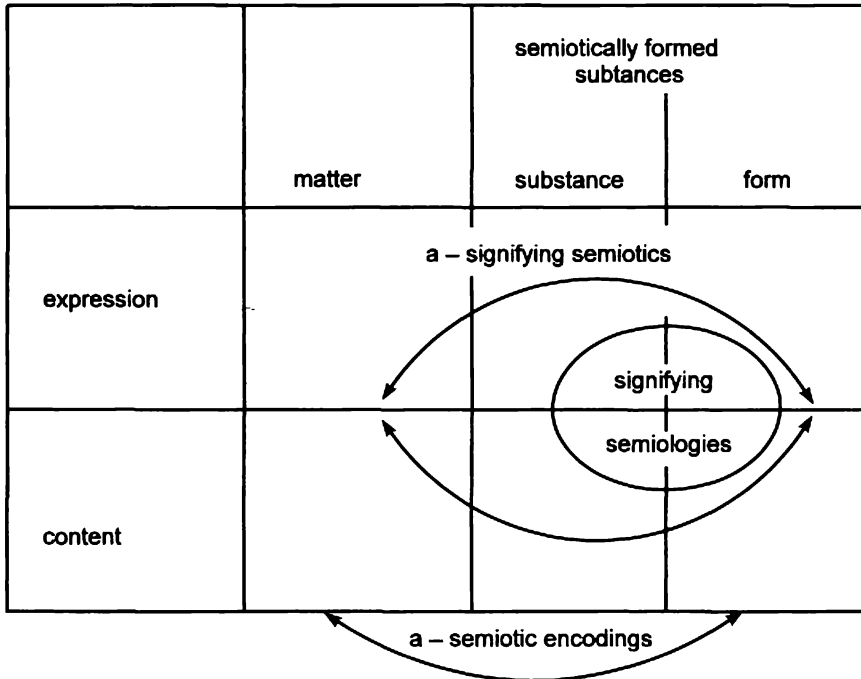 semiotically formed
subtances
matter
substance
form
a – signifying semiotics
expression
signifying
semiologies
content
a – semiotic encodings